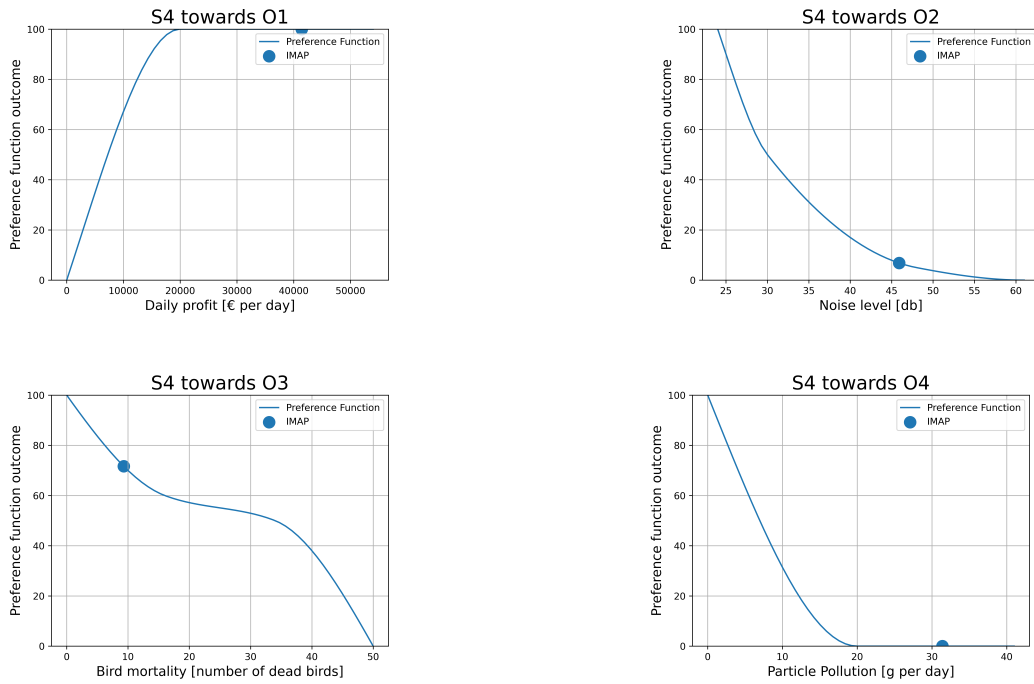 S4 towards O1
Preference function outcome
100
80
60
40
20
0
Preference Function
IMAP
0 10000 20000 30000 40000 50000
Daily profit [€ per day]
S4 towards O2
Preference function outcome
100
80
60
40
20
0
Preference Function
IMAP
25 30 35 40 45 50 55 60
Noise level [db]
S4 towards O3
Preference function outcome
100
80
60
40
20
0
Preference Function
IMAP
0 10 20 30 40 50
Bird mortality [number of dead birds]
S4 towards O4
Preference function outcome
100
80
60
40
20
0
Preference Function
IMAP
0 10 20 30 40
Particle Pollution [g per day]